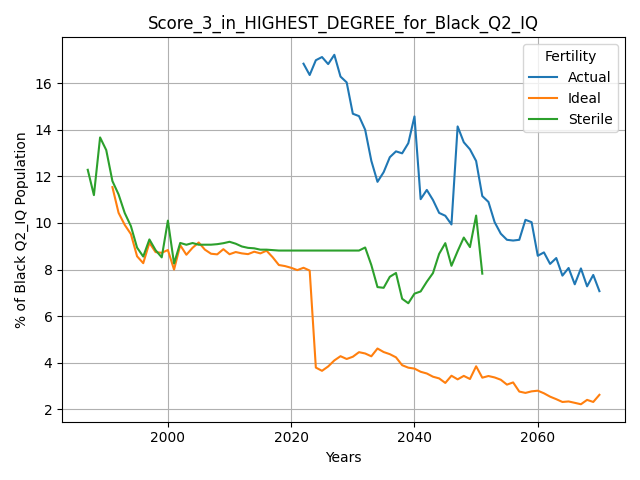 Score_3_in_HIGHEST_DEGREE_for_Black_Q2_IQ
Fertility
Actual
Ideal
Sterile
% of Black Q2_IQ Population
16
14
12
10
8
6
4
2
2000 2020 2040 2060
Years